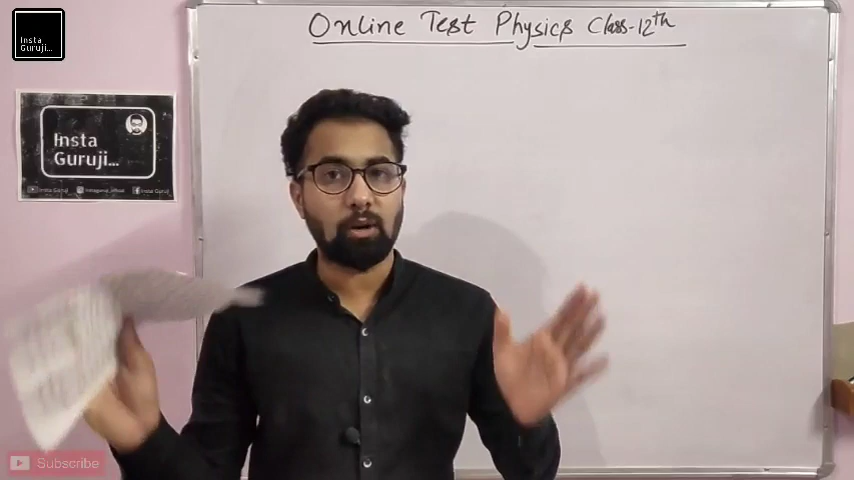 Insta
Guruji...
Online Test Physics Class-12th
Insta
Guruji...
Insta Guruji
Subscribe